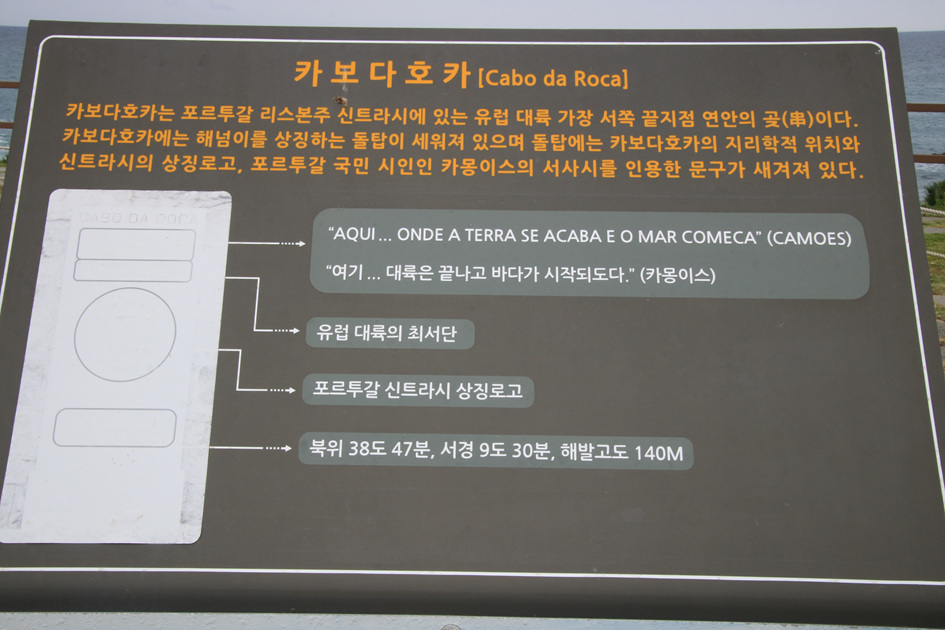 카보다호카 [Cabo da Roca]
카보다호카는 포르투갈 리스본주 신트라시에 있는 유럽 대륙 가장 서쪽 끝지점 연안의 곶(串)이다.
카보다호카에는 해넘이를 상징하는 돌탑이 세워져 있으며 돌탑에는 카보다호카의 지리학적 위치와
신트라시의 상징로고, 포르투갈 국민 시인인 카몽이스의 서사시를 인용한 문구가 새겨져 있다.
CABO DA ROCA
“AQUI... ONDE A TERRA SE ACABA E O MAR COMECA” (CAMOES)
“여기... 대륙은 끝나고 바다가 시작되도다.” (카몽이스)
유럽 대륙의 최서단
포르투갈 신트라시 상징로고
북위 38도 47분, 서경 9도 30분, 해발고도 140M